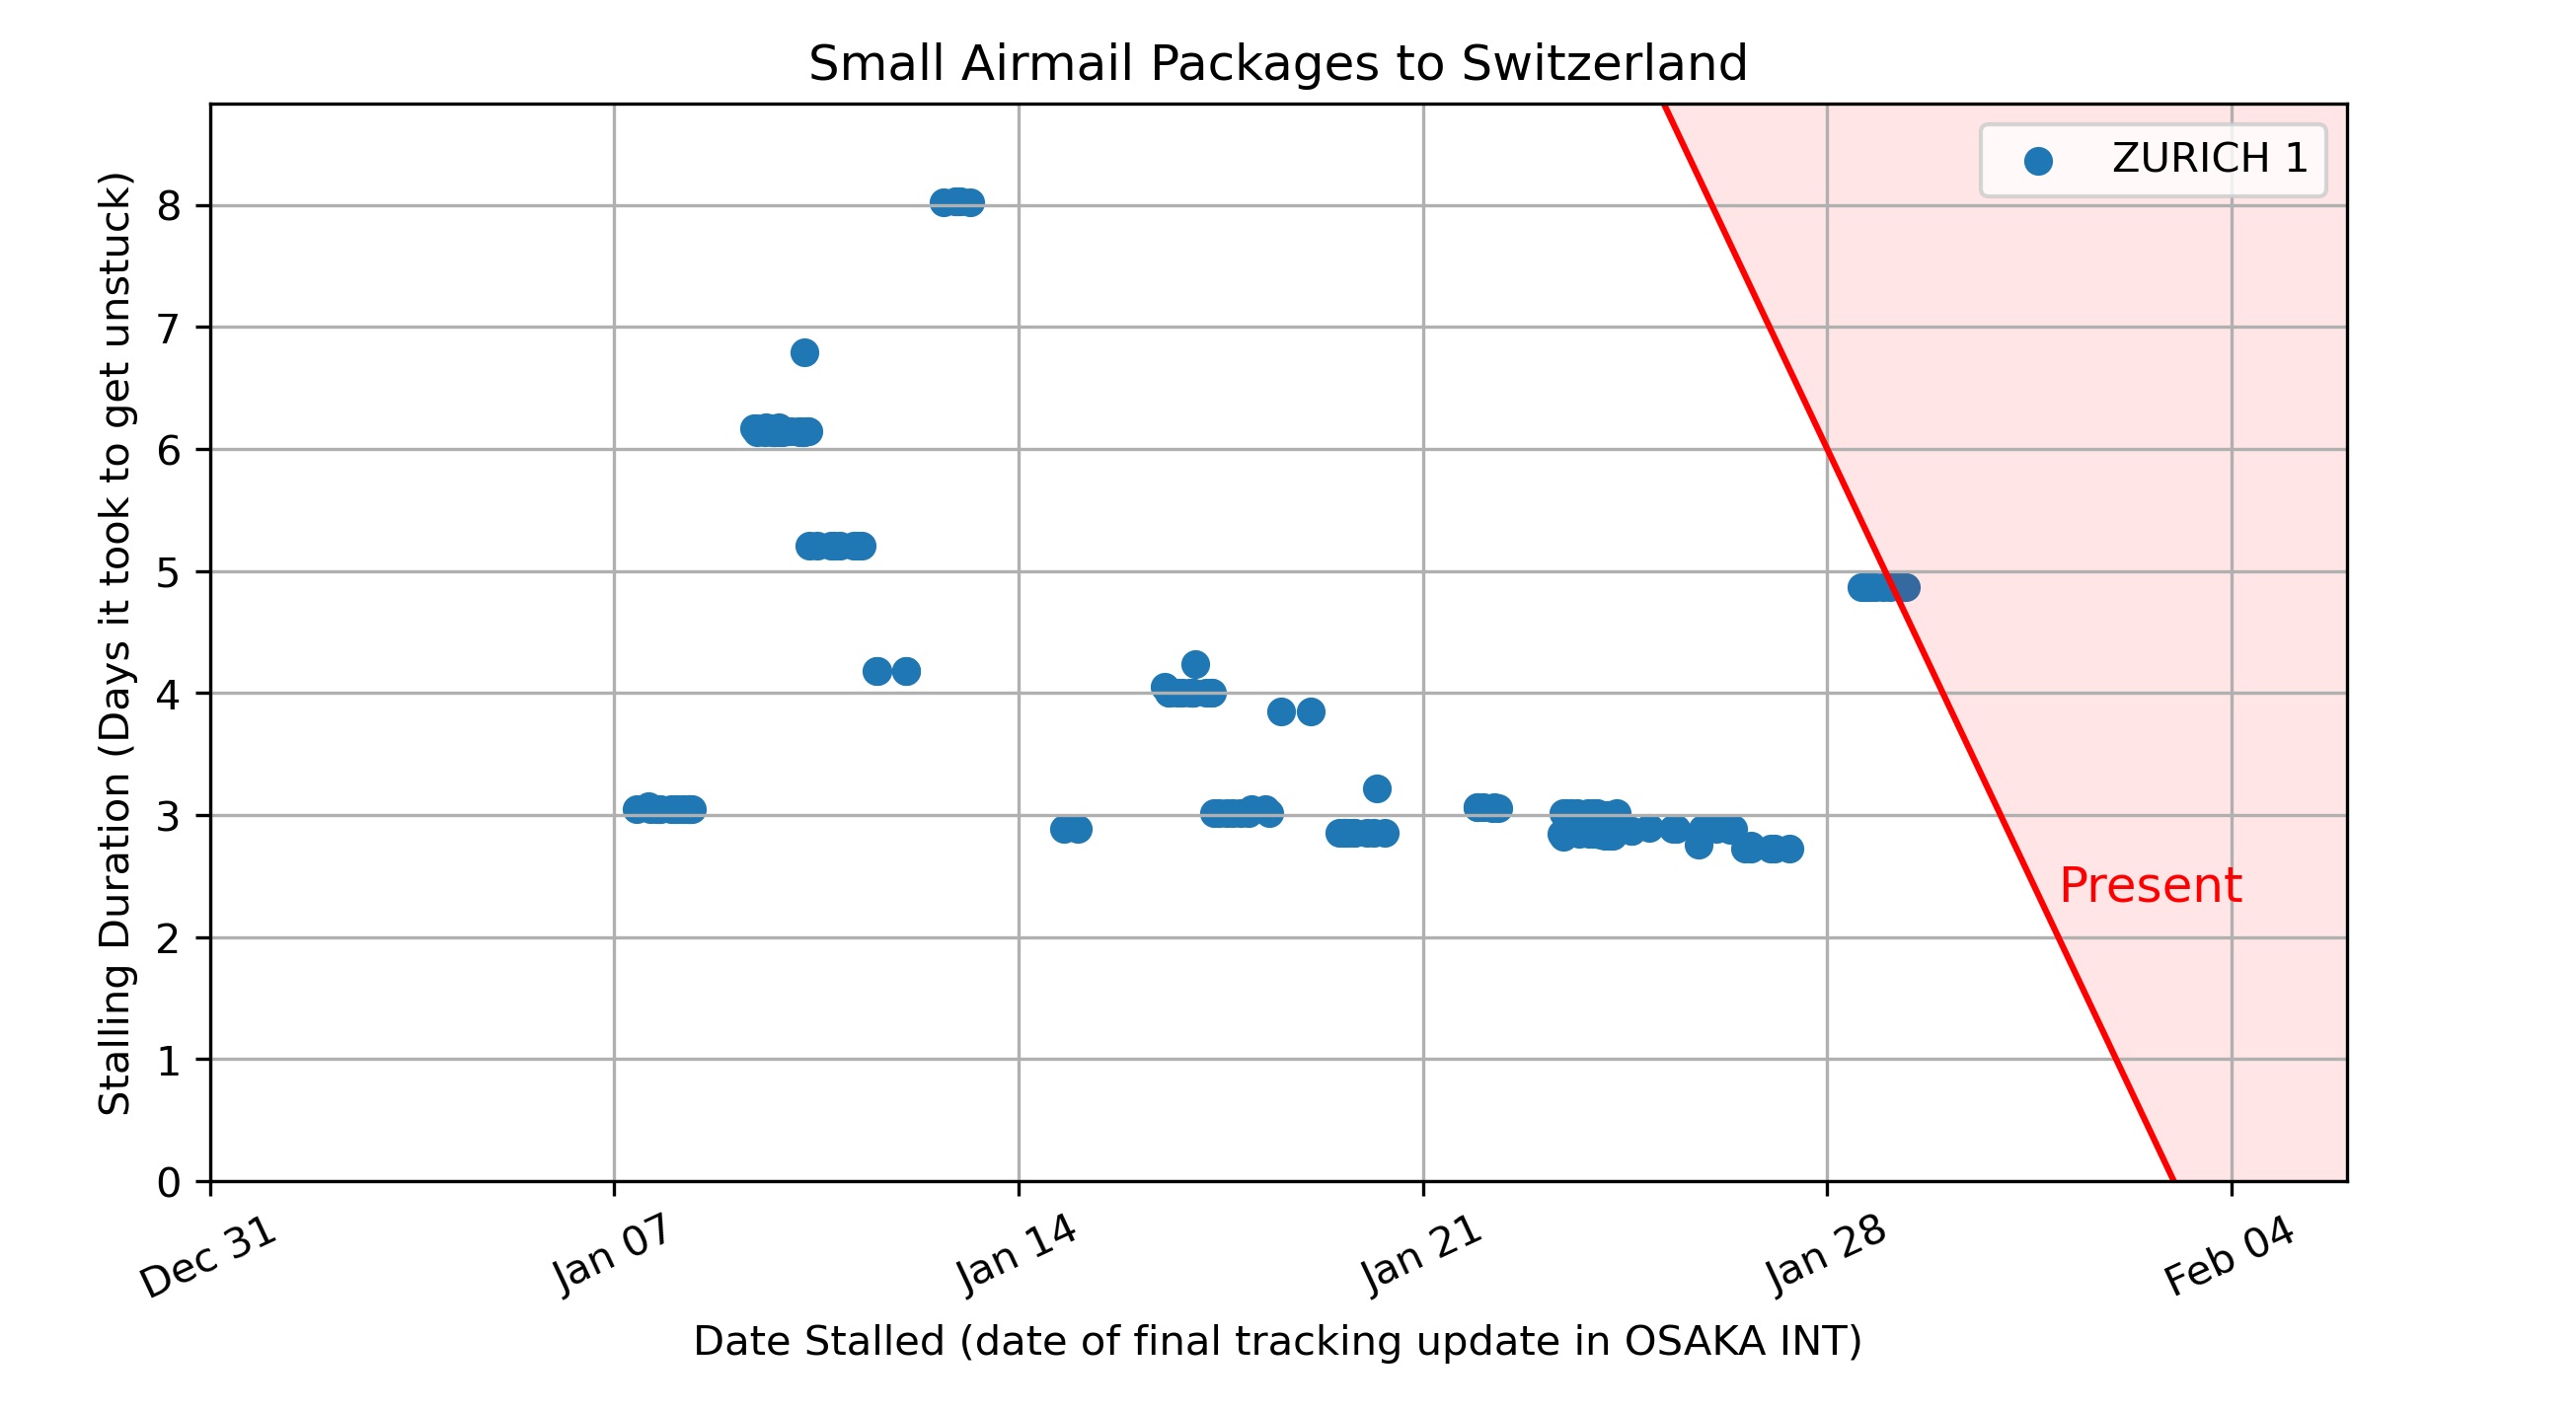 Small Airmail Packages to Switzerland
ZURICH 1
Stalling Duration (Days it took to get unstuck)
8
7
6
5
4
3
2
1
0
Present
Dec 31
Jan 07
Jan 14
Jan 21
Jan 28
Feb 04
Date Stalled (date of final tracking update in OSAKA INT)